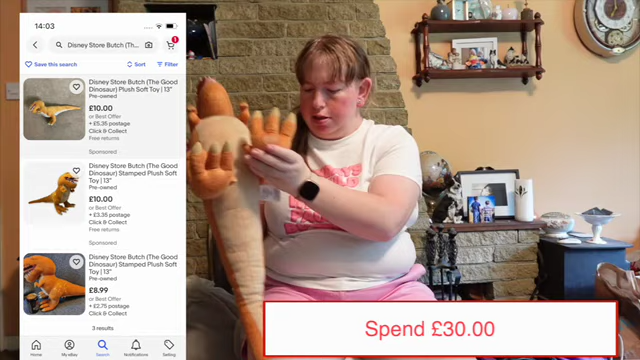 14:03
Disney Store Butch (Th...
1
Save this search
Sort
Filter
Disney Store Butch (The Good
Dinosaur) Plush Soft Toy | 13"
Pre-owned
£10.00
or Best Offer
+ £5.35 postage
Click & Collect
Free returns
Sponsored
Disney Store Butch (The Good
Dinosaur) Stamped Plush Soft
Toy | 13"
Pre-owned
£10.00
or Best Offer
+ £3.35 postage
Click & Collect
Free returns
Sponsored
Disney Store Butch (The Good
Dinosaur) Stamped Plush Soft
Toy | 13"
Pre-owned
£8.99
or Best Offer
+ £2.75 postage
Click & Collect
3 results
Home
My eBay
Search
Notifications
Selling
Spend £30.00